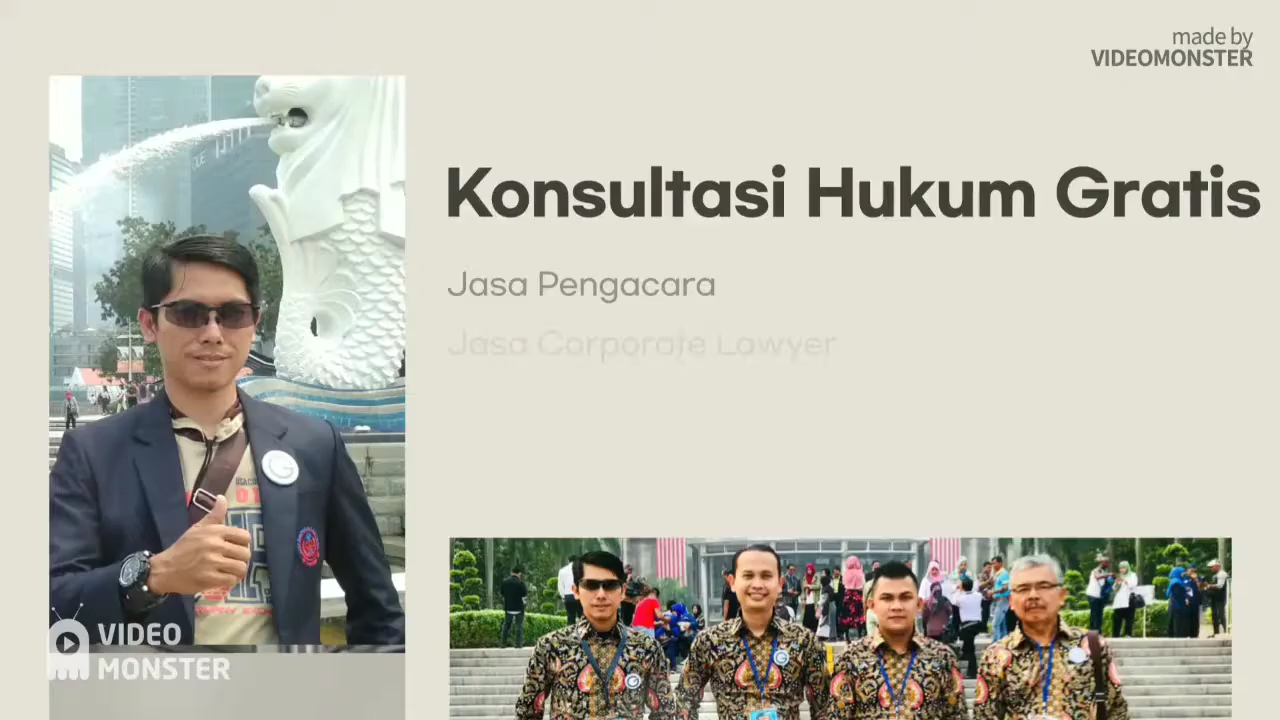 made by
VIDEOMONSTER
Konsultasi Hukum Gratis
Jasa Pengacara
Jasa Corporate Lawyer
VIDEO
MONSTER